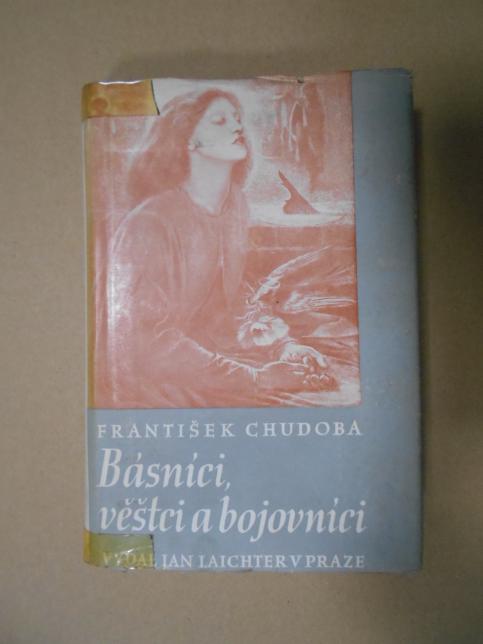 FRANTIŠEK CHUDOBA
Básníci,
věštci a bojovníci
VYDAL JAN LAICHTER V PRAZE